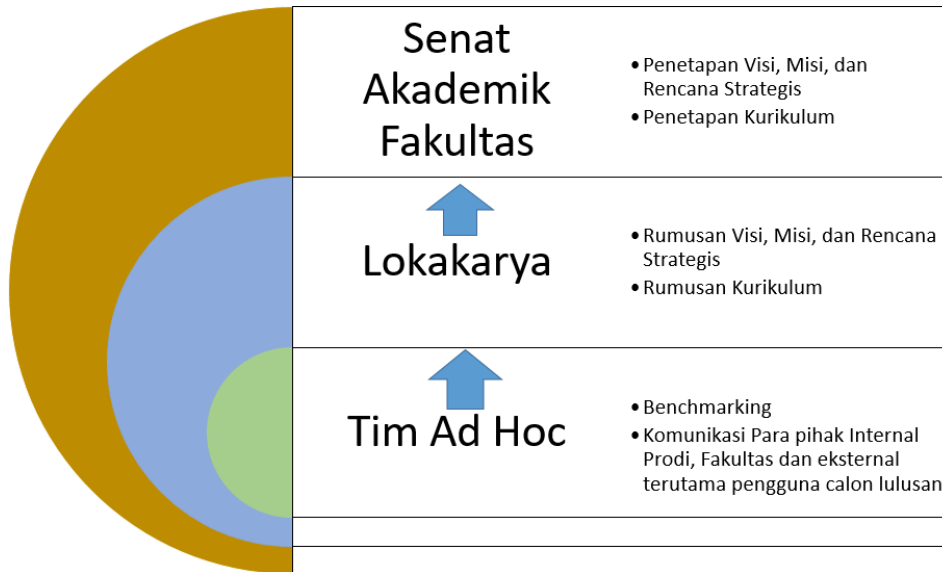 Senat
Akademik
Fakultas
• Penetapan Visi, Misi, dan
Rencana Strategis
• Penetapan Kurikulum
Lokakarya
• Rumusan Visi, Misi, dan Rencana
Strategis
• Rumusan Kurikulum
Tim Ad Hoc
• Benchmarking
• Komunikasi Para pihak Internal
Prodi, Fakultas dan eksternal
terutama pengguna calon lulusan